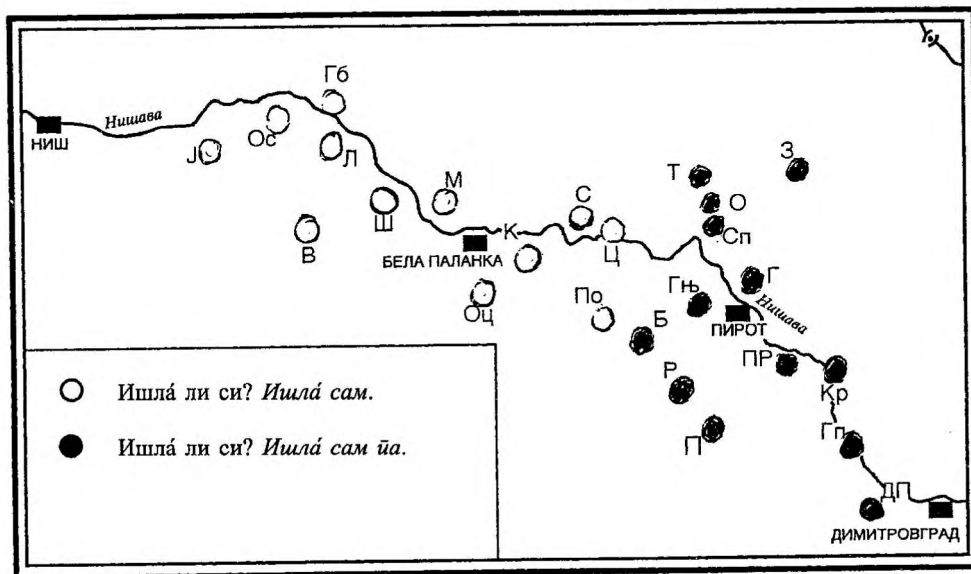 Гб
Нишава
НИШ
Ос
Ј
Л
М
Ш
В
К
БЕЛА ПАЛАНКА
С
Ц
Оц
По
Т
З
О
Сп
Г
Гњ
Нишава
ПИРОТ
Б
ПР
Р
Кр
П
Гп
ДП
ДИМИТРОВГРАД
Ишла́ ли си? Ишла́ сам.
Ишла́ ли си? Ишла́ сам па.